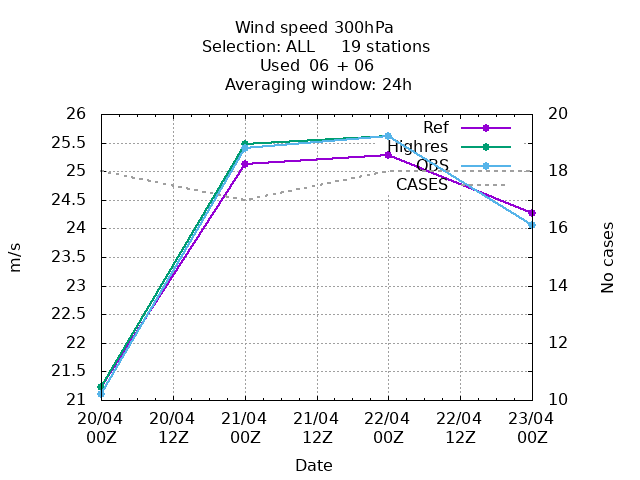 Wind speed 300hPa
Selection: ALL 19 stations
Used 06 + 06
Averaging window: 24h
26
25.5
25
24.5
24
23.5
23
22.5
22
21.5
21
20
18
16
14
12
10
Ref
Highres
OBS
CASES
m/s
No cases
20/04 20/04 21/04 21/04 22/04 22/04 23/04
00Z 12Z 00Z 12Z 00Z 12Z 00Z
Date